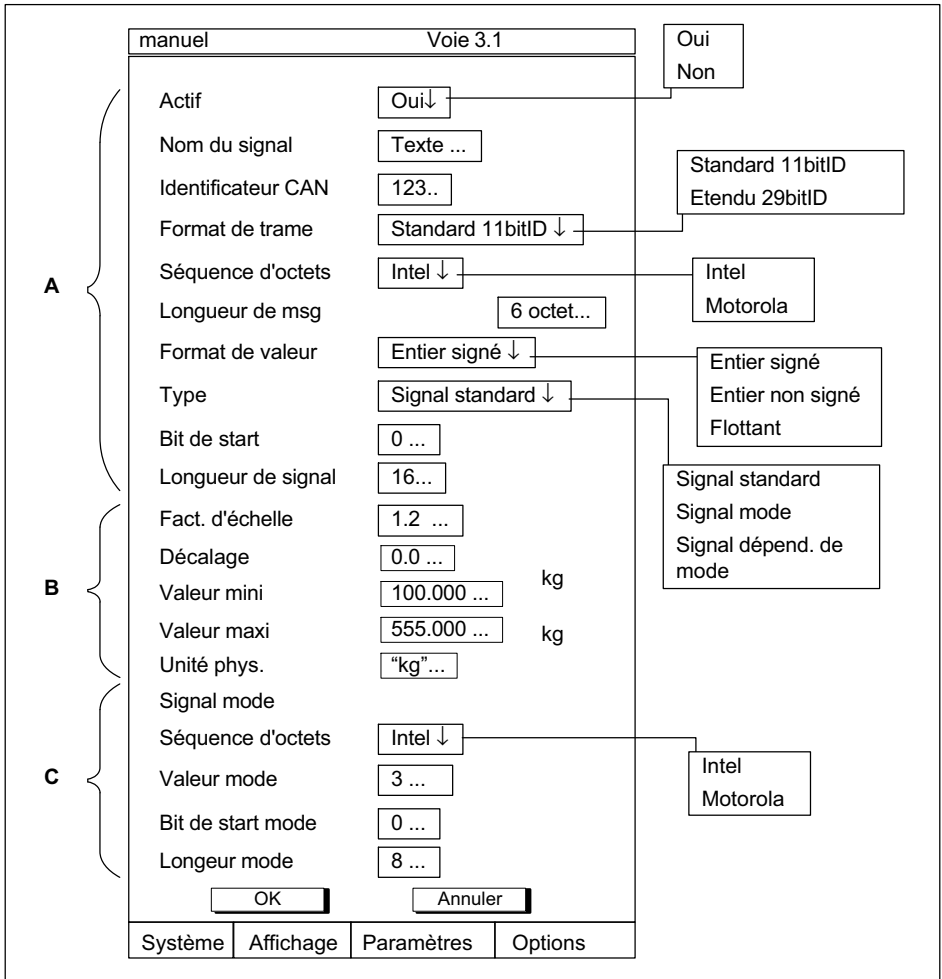 manuel Voie 3.1
Oui
Non
Actif Oui↓
Nom du signal Texte ...
Identificateur CAN 123..
Standard 11bitID
Etendu 29bitID
Format de trame Standard 11bitID ↓
Séquence d'octets Intel ↓
Intel
Motorola
A
Longueur de msg 6 octet...
Format de valeur Entier signé ↓
Entier signé
Entier non signé
Flottant
Type Signal standard ↓
Signal standard
Signal mode
Signal dépend. de
mode
Bit de start 0 ...
Longueur de signal 16...
Fact. d'échelle 1.2 ...
Décalage 0.0 ...
B
Valeur mini 100.000 ... kg
Valeur maxi 555.000 ... kg
Unité phys. “kg”...
Signal mode
Séquence d'octets Intel ↓
Intel
Motorola
C
Valeur mode 3 ...
Bit de start mode 0 ...
Longeur mode 8 ...
OK Annuler
Système Affichage Paramètres Options